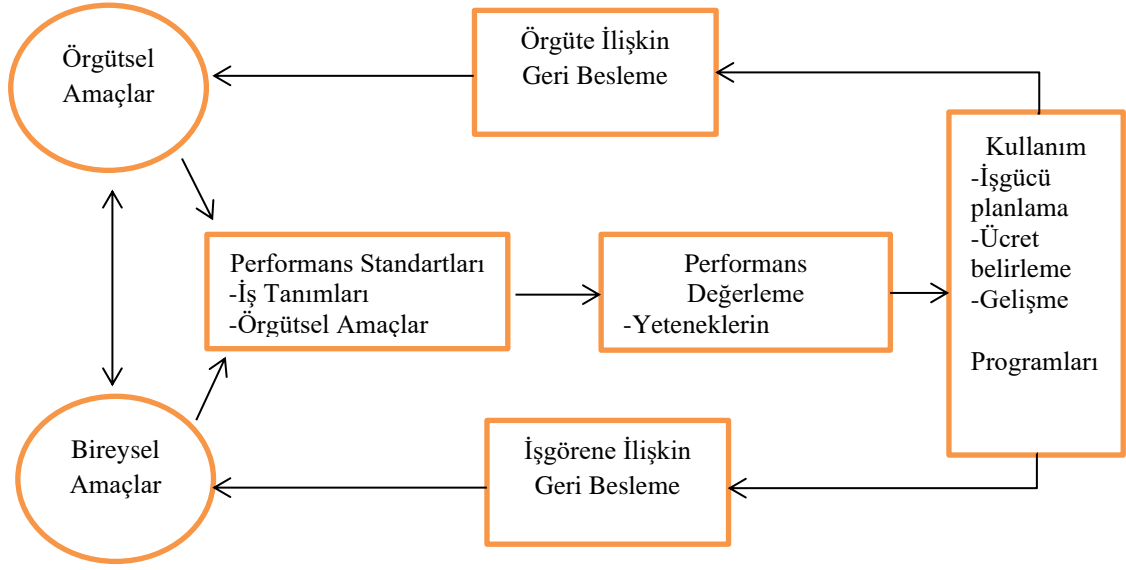 Örgütsel
Amaçlar
Örgüte İlişkin
Geri Besleme
Kullanım
-İşgücü
planlama
-Ücret
belirleme
-Gelişme
Programları
Performans Standartları
-İş Tanımları
-Örgütsel Amaçlar
Performans
Değerleme
-Yeteneklerin
Bireysel
Amaçlar
İşgörene İlişkin
Geri Besleme